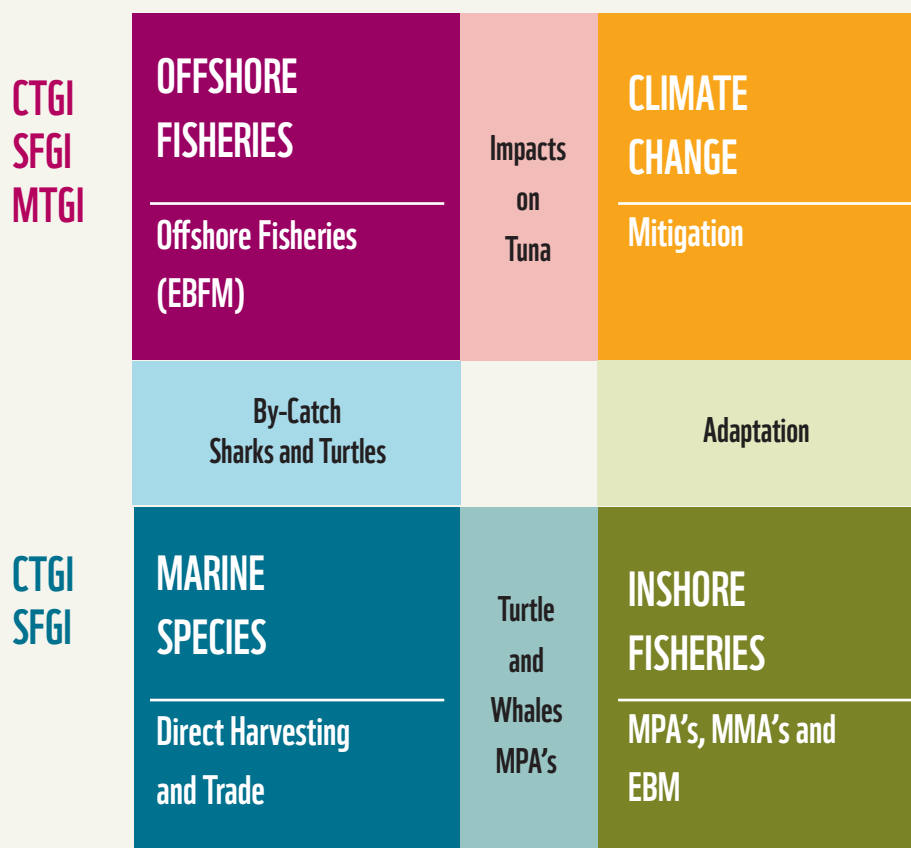 CTGI
SFGI
MTGI
OFFSHORE
FISHERIES
Offshore Fisheries
(EBFM)
Impacts
on
Tuna
CLIMATE
CHANGE
Mitigation
By-Catch
Sharks and Turtles
Adaptation
CTGI
SFGI
MARINE
SPECIES
Direct Harvesting
and Trade
Turtle
and
Whales
MPA's
INSHORE
FISHERIES
MPA's, MMA's and
EBM